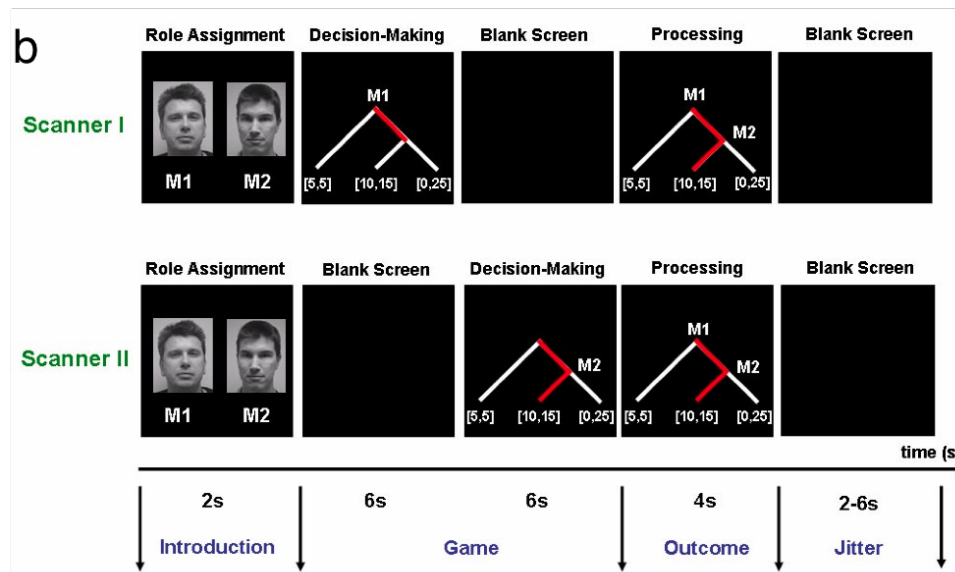 b
Role Assignment Decision-Making Blank Screen Processing Blank Screen
Scanner I
M1 M2
M1
[5,5] [10,15] [0,25]
M1
M2
[5,5] [10,15] [0,25]
Role Assignment Blank Screen Decision-Making Processing Blank Screen
Scanner II
M1 M2
M2
[5,5] [10,15] [0,25]
M1
M2
[5,5] [10,15] [0,25]
time (s
2s 6s 6s 4s 2-6s
Introduction Game Outcome Jitter